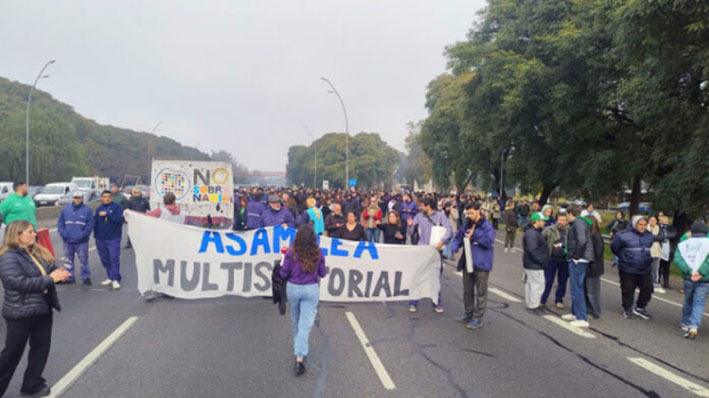 NO
SOBRA
NADIE
ASAMBLEA
MULTISECTORIAL